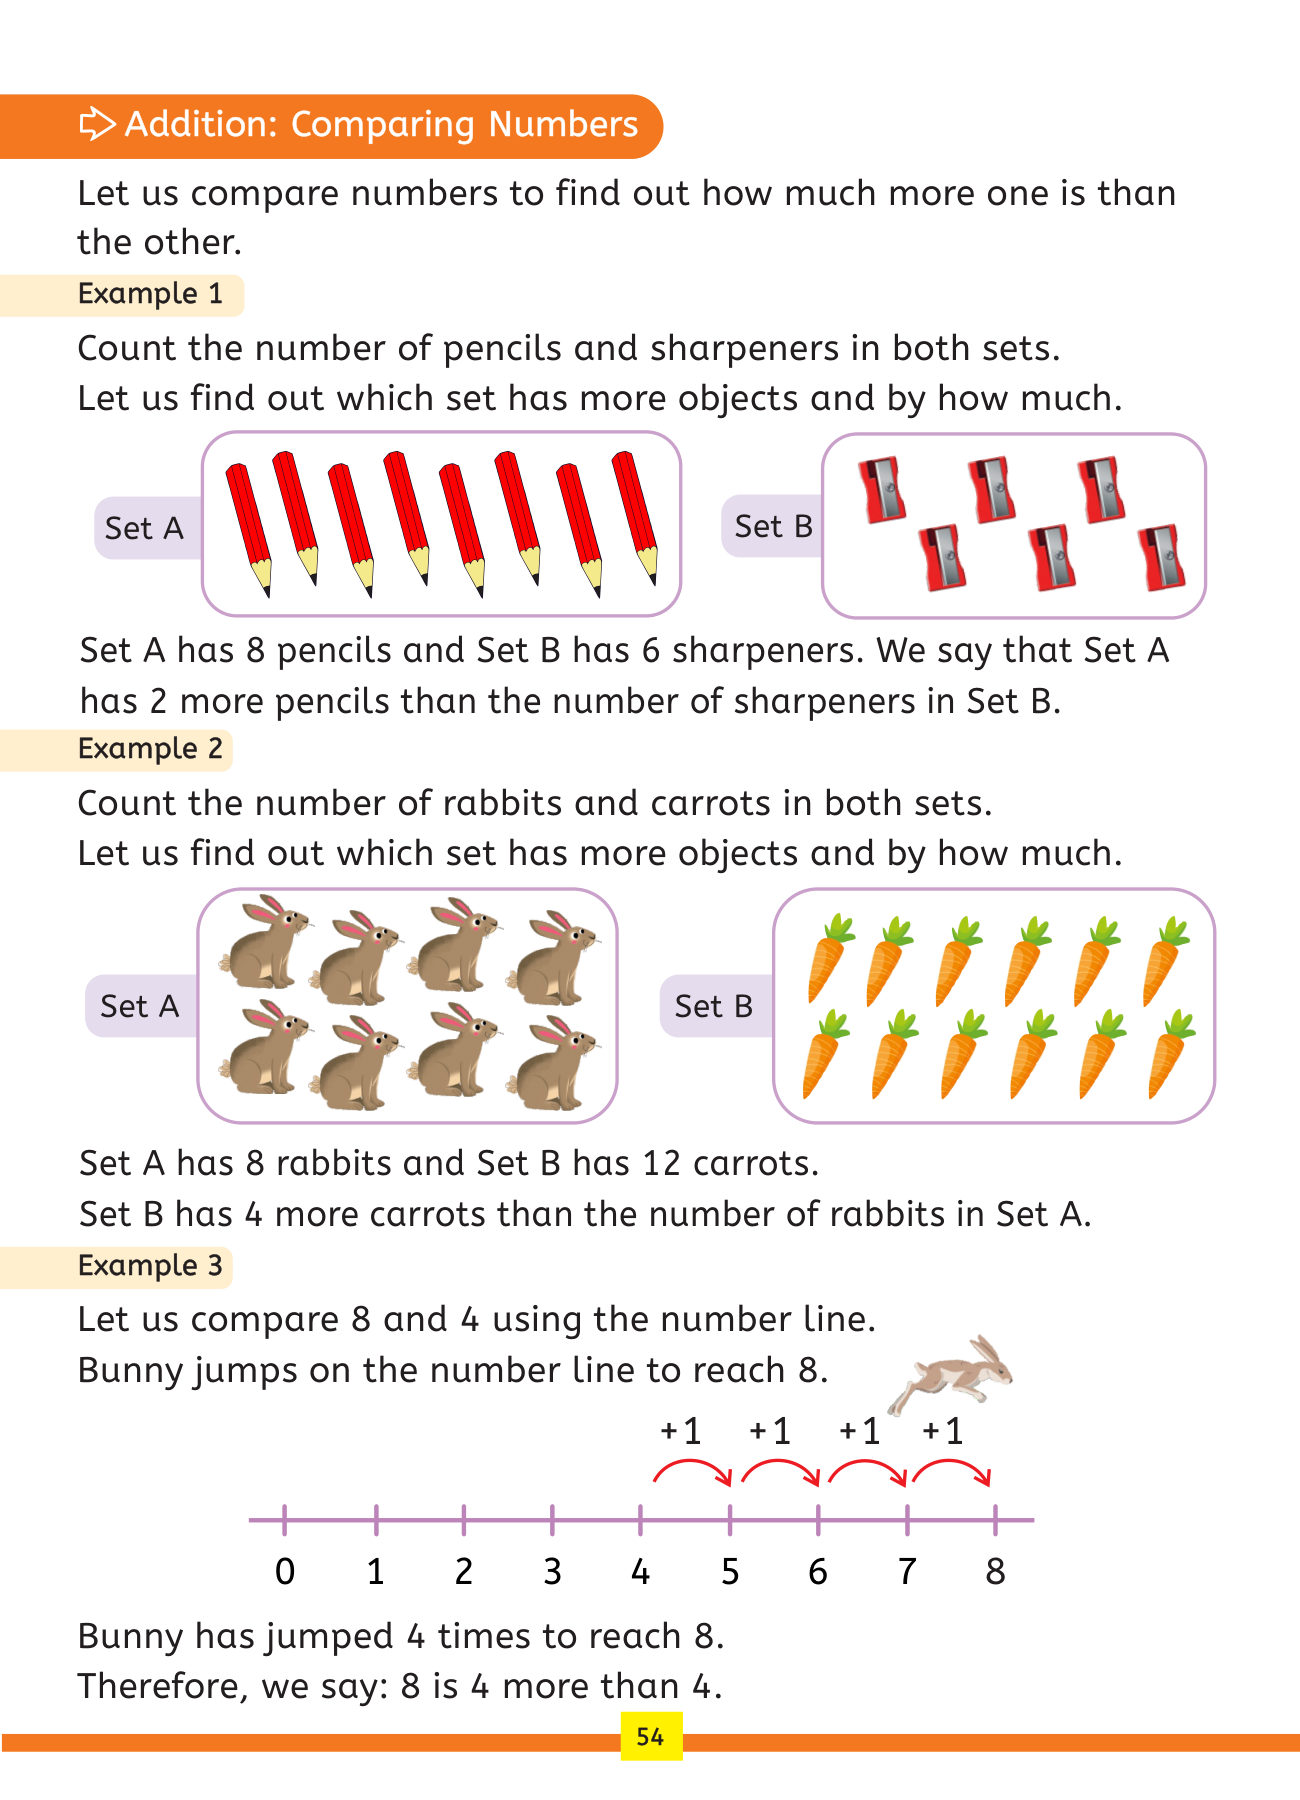 Addition: Comparing Numbers
Let us compare numbers to find out how much more one is than
the other.
Example 1
Count the number of pencils and sharpeners in both sets.
Let us find out which set has more objects and by how much.
Set A
Set B
Set A has 8 pencils and Set B has 6 sharpeners. We say that Set A
has 2 more pencils than the number of sharpeners in Set B.
Example 2
Count the number of rabbits and carrots in both sets.
Let us find out which set has more objects and by how much.
Set A
Set B
Set A has 8 rabbits and Set B has 12 carrots.
Set B has 4 more carrots than the number of rabbits in Set A.
Example 3
Let us compare 8 and 4 using the number line.
Bunny jumps on the number line to reach 8.
+1 +1 +1 +1
0 1 2 3 4 5 6 7 8
Bunny has jumped 4 times to reach 8.
Therefore, we say: 8 is 4 more than 4.
54